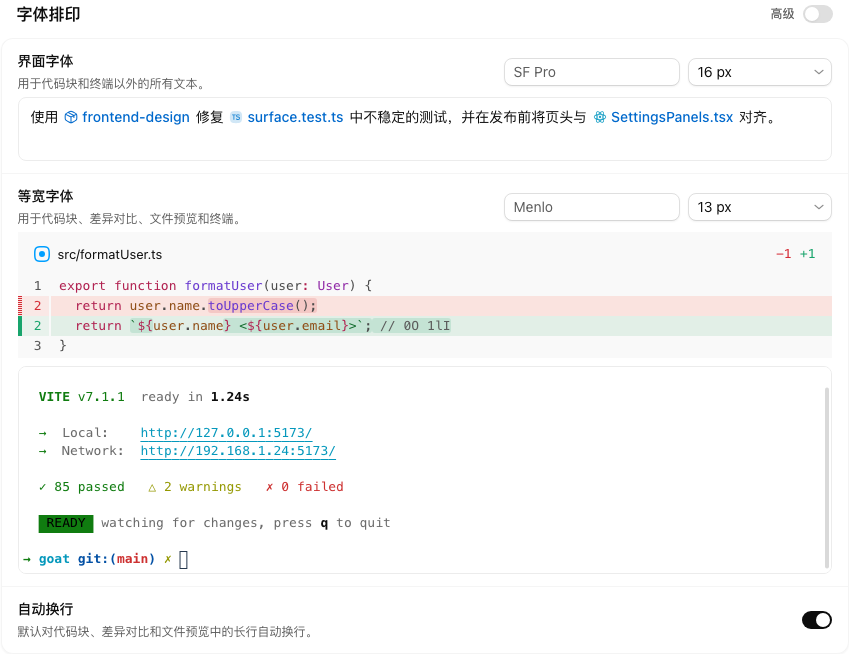 字体排印 高级
界面字体
用于代码块和终端以外的所有文本。
SF Pro 16 px
使用 frontend-design 修复 TS surface.test.ts 中不稳定的测试，并在发布前将页头与 SettingsPanels.tsx 对齐。
等宽字体
用于代码块、差异对比、文件预览和终端。
Menlo 13 px
src/formatUser.ts −1 +1
1 export function formatUser(user: User) {
2 return user.name.toUpperCase();
2 return `${user.name} <${user.email}>`; // 0O 1lI
3 }
VITE v7.1.1 ready in 1.24s
→ Local: http://127.0.0.1:5173/
→ Network: http://192.168.1.24:5173/
✓ 85 passed △ 2 warnings ✗ 0 failed
READY watching for changes, press q to quit
→ goat git:(main) ✗
自动换行
默认对代码块、差异对比和文件预览中的长行自动换行。